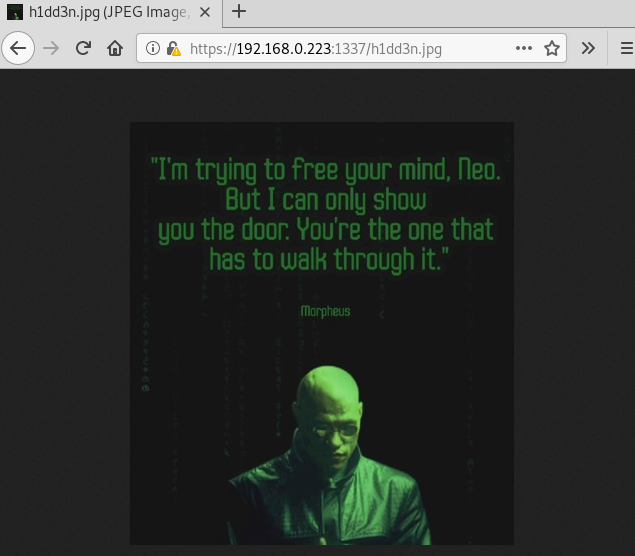 h1dd3n.jpg (JPEG Image,
https://192.168.0.223:1337/h1dd3n.jpg
"I'm trying to free your mind, Neo.
But I can only show
you the door. You're the one that
has to walk through it."
Morpheus